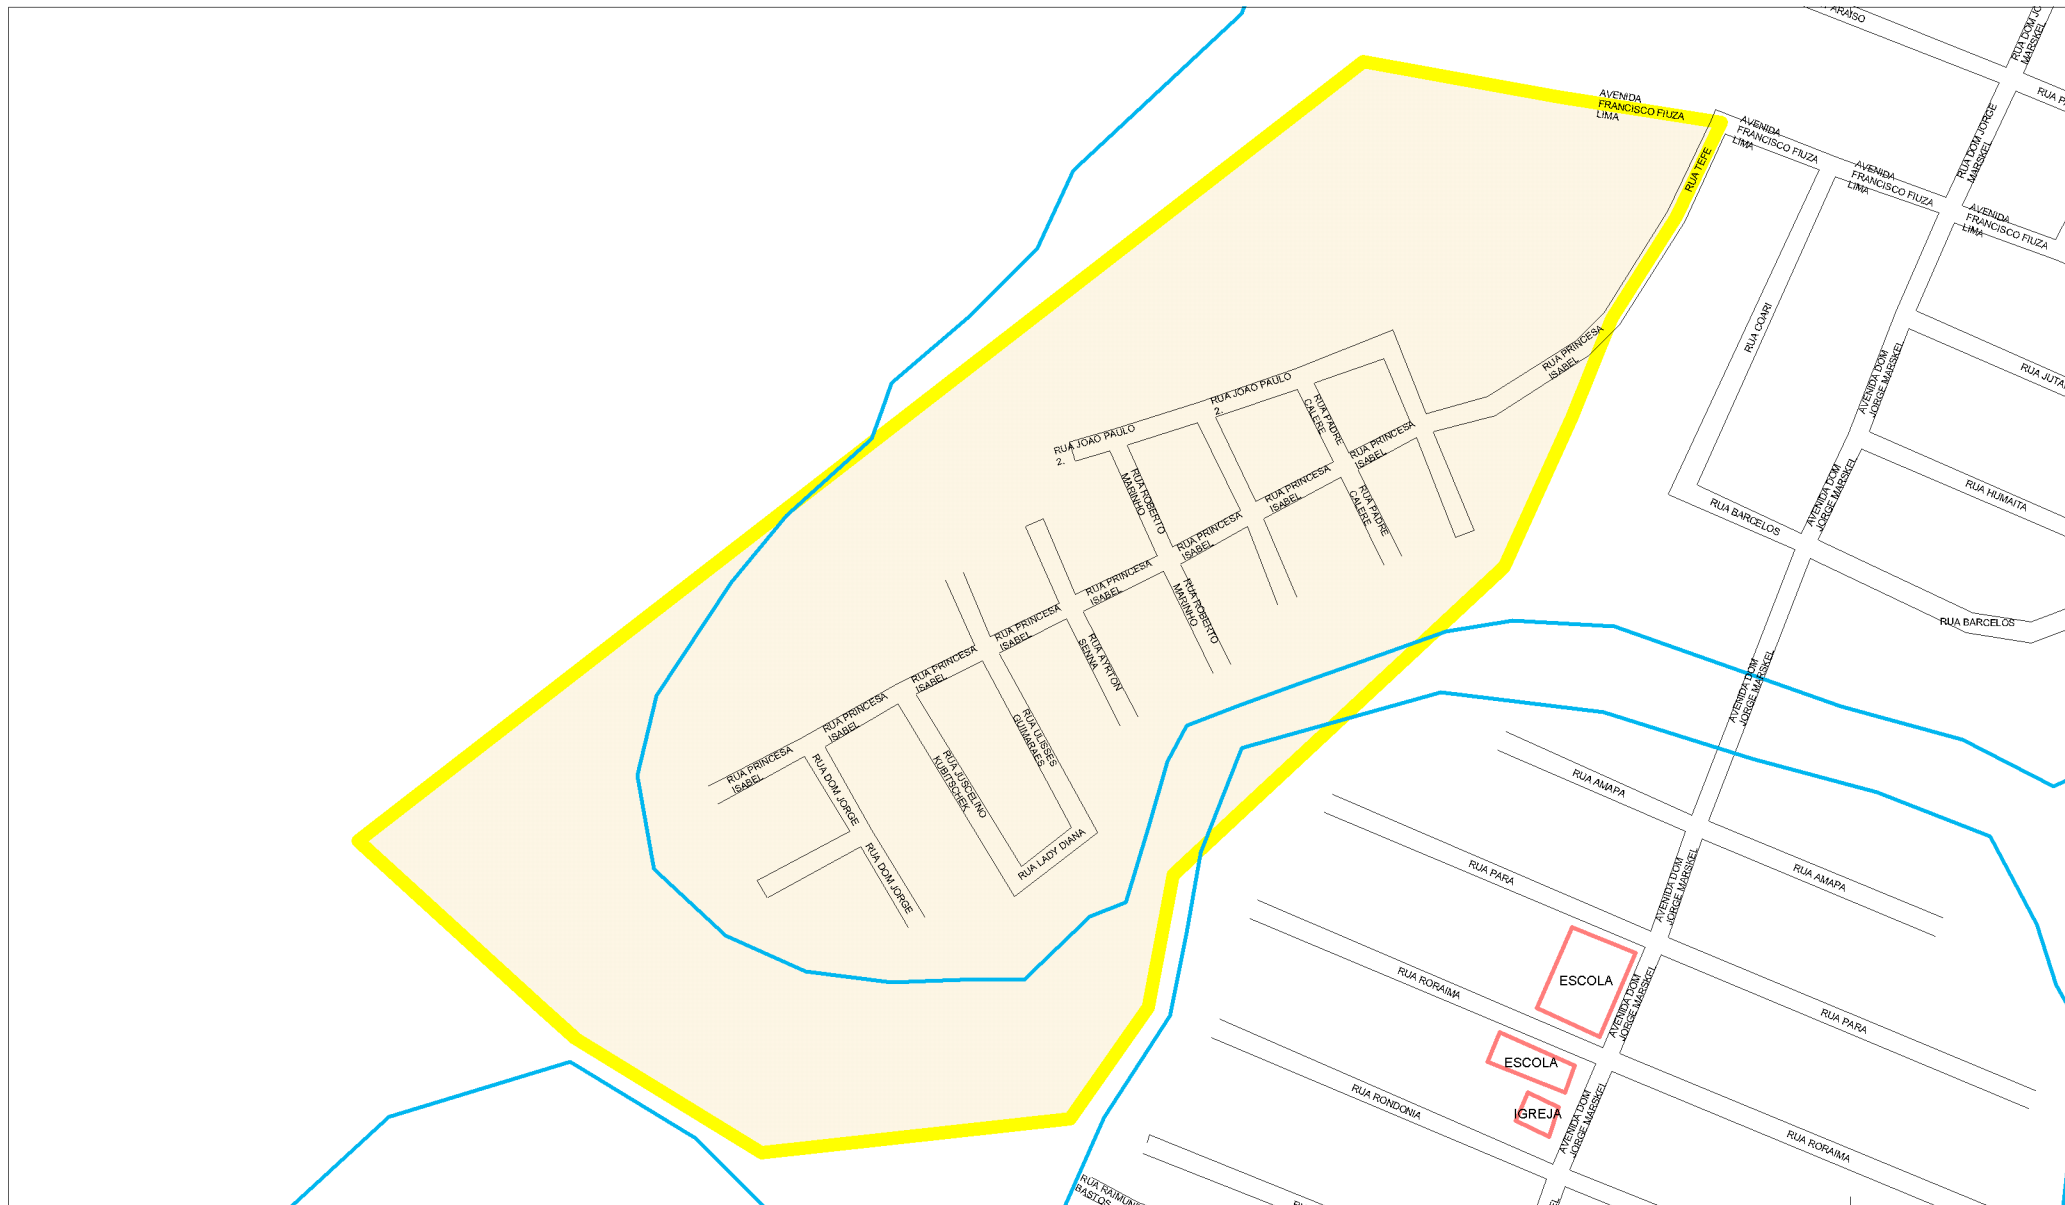 PARAISO
RUA DOM JORGE
MARSKEL
AVENIDA
FRANCISCO FIUZA
LIMA
AVENIDA
FRANCISCO FIUZA
LIMA
AVENIDA
FRANCISCO FIUZA
LIMA
AVENIDA
FRANCISCO FIUZA
LIMA
RUA DOM JORGE
MARSKEL
RUA TEFE
RUA COARI
RUA PRINCESA
ISABEL
AVENIDA DOM
JORGE MARSKEL
RUA JOAO PAULO
2.
RUA JOAO PAULO
2.
RUA PADRE
CALERE
RUA PRINCESA
ISABEL
RUA PRINCESA
ISABEL
RUA ROBERTO
MARINHO
RUA PADRE
CALERE
RUA PRINCESA
ISABEL
RUA BARCELOS
AVENIDA DOM
JORGE MARSKEL
RUA HUMAITA
RUA PRINCESA
ISABEL
RUA ROBERTO
MARINHO
RUA PRINCESA
ISABEL
RUA BARCELOS
RUA AYRTON
SENNA
RUA PRINCESA
ISABEL
RUA PRINCESA
ISABEL
RUA PRINCESA
ISABEL
AVENIDA DOM
JORGE MARSKEL
RUA ULISSES
GUIMARAES
RUA JUSCELINO
KUBITSCHEK
RUA DOM JORGE
RUA LADY DIANA
RUA DOM JORGE
RUA AMAPA
RUA PARA
RUA AMAPA
AVENIDA DOM
JORGE MARSKEL
ESCOLA
RUA RORAIMA
AVENIDA DOM
JORGE MARSKEL
RUA PARA
ESCOLA
RUA RONDONIA
IGREJA
AVENIDA DOM
JORGE MARSKEL
RUA RORAIMA
BASTOS